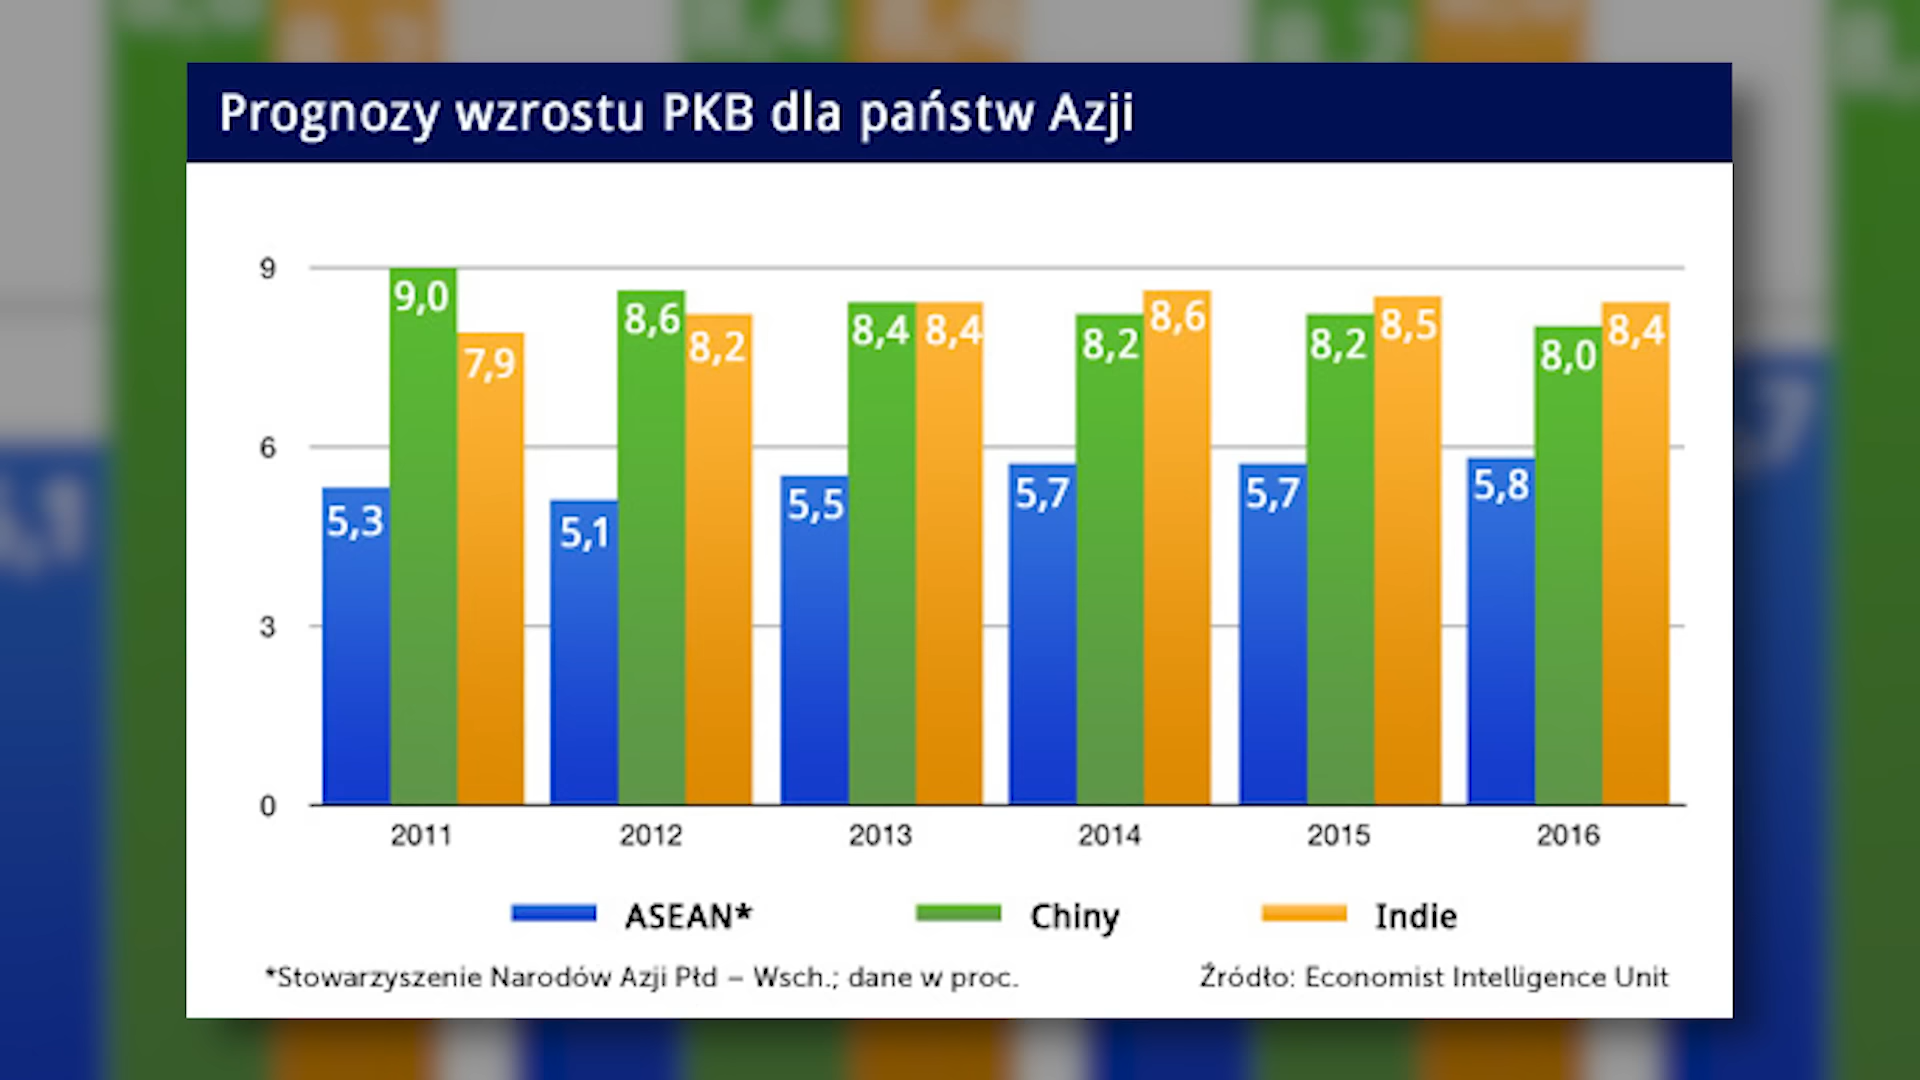 Prognozy wzrostu PKB dla państw Azji
9
6
3
0
5,3 9,0 7,9
5,1 8,6 8,2
5,5 8,4 8,4
5,7 8,2 8,6
5,7 8,2 8,5
5,8 8,0 8,4
2011 2012 2013 2014 2015 2016
ASEAN* Chiny Indie
*Stowarzyszenie Narodów Azji Płd – Wsch.; dane w proc.
Źródło: Economist Intelligence Unit